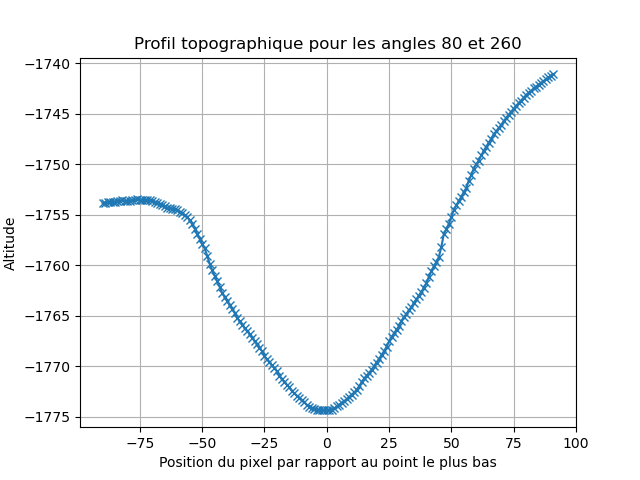 Profil topographique pour les angles 80 et 260
Altitude
−1740
−1745
−1750
−1755
−1760
−1765
−1770
−1775
−75 −50 −25 0 25 50 75 100
Position du pixel par rapport au point le plus bas